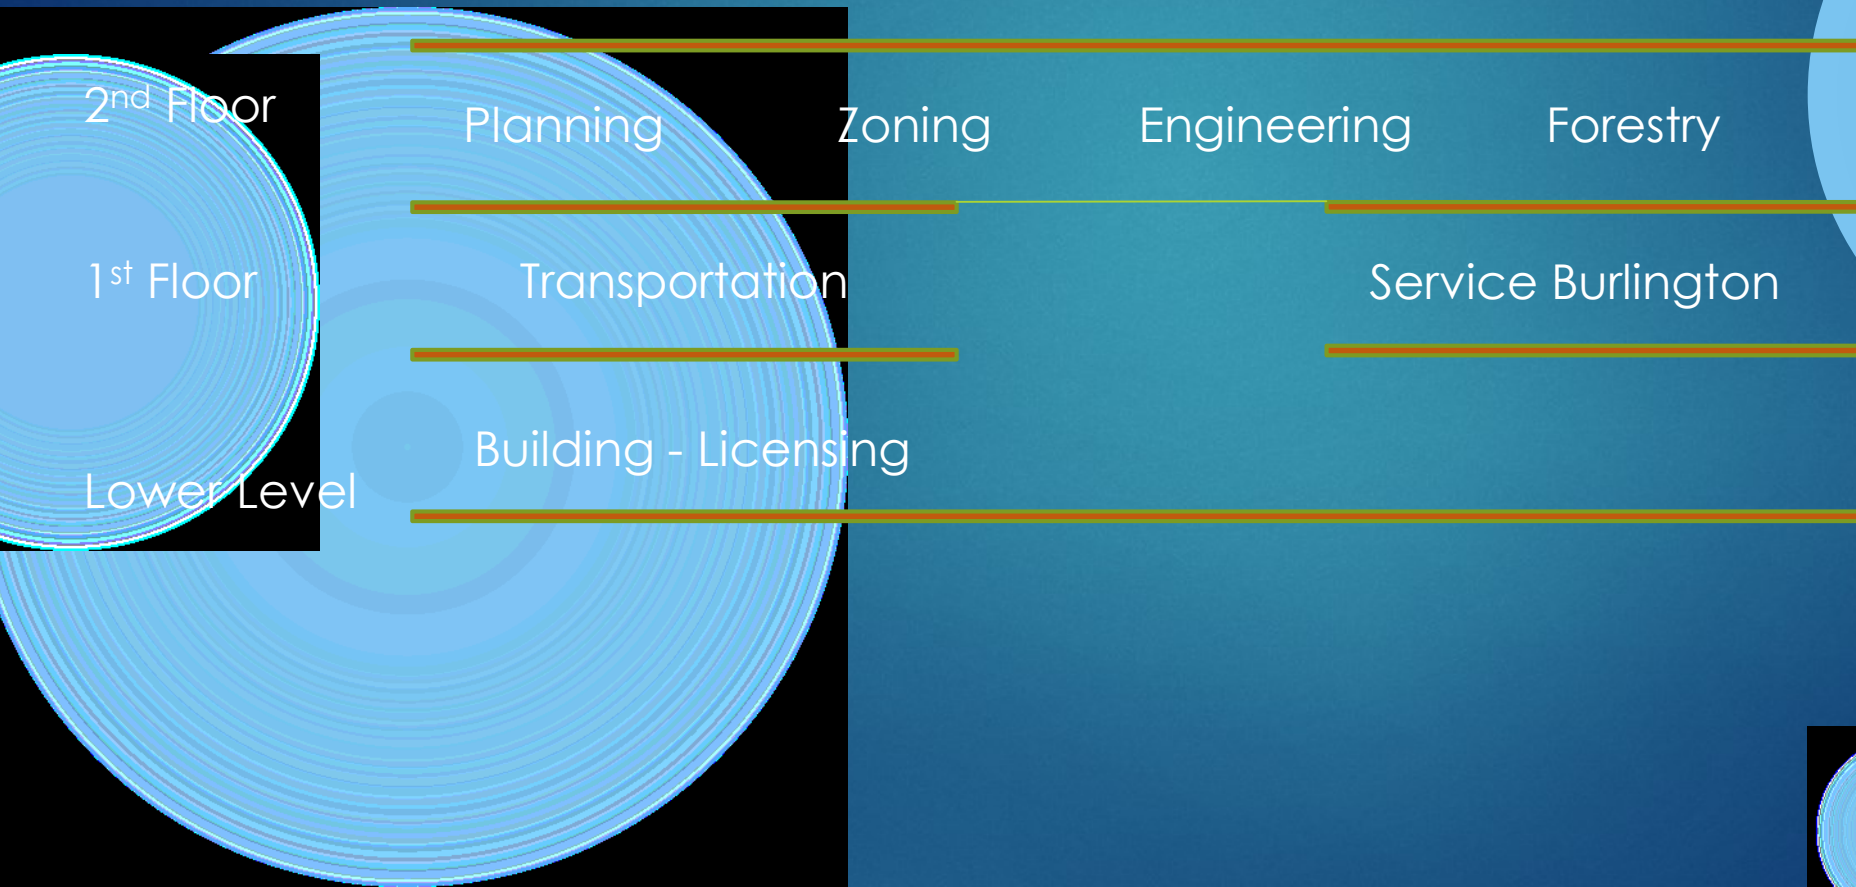 2nd Floor
Planning Zoning Engineering Forestry
1st Floor
Transportation Service Burlington
Building - Licensing
Lower Level